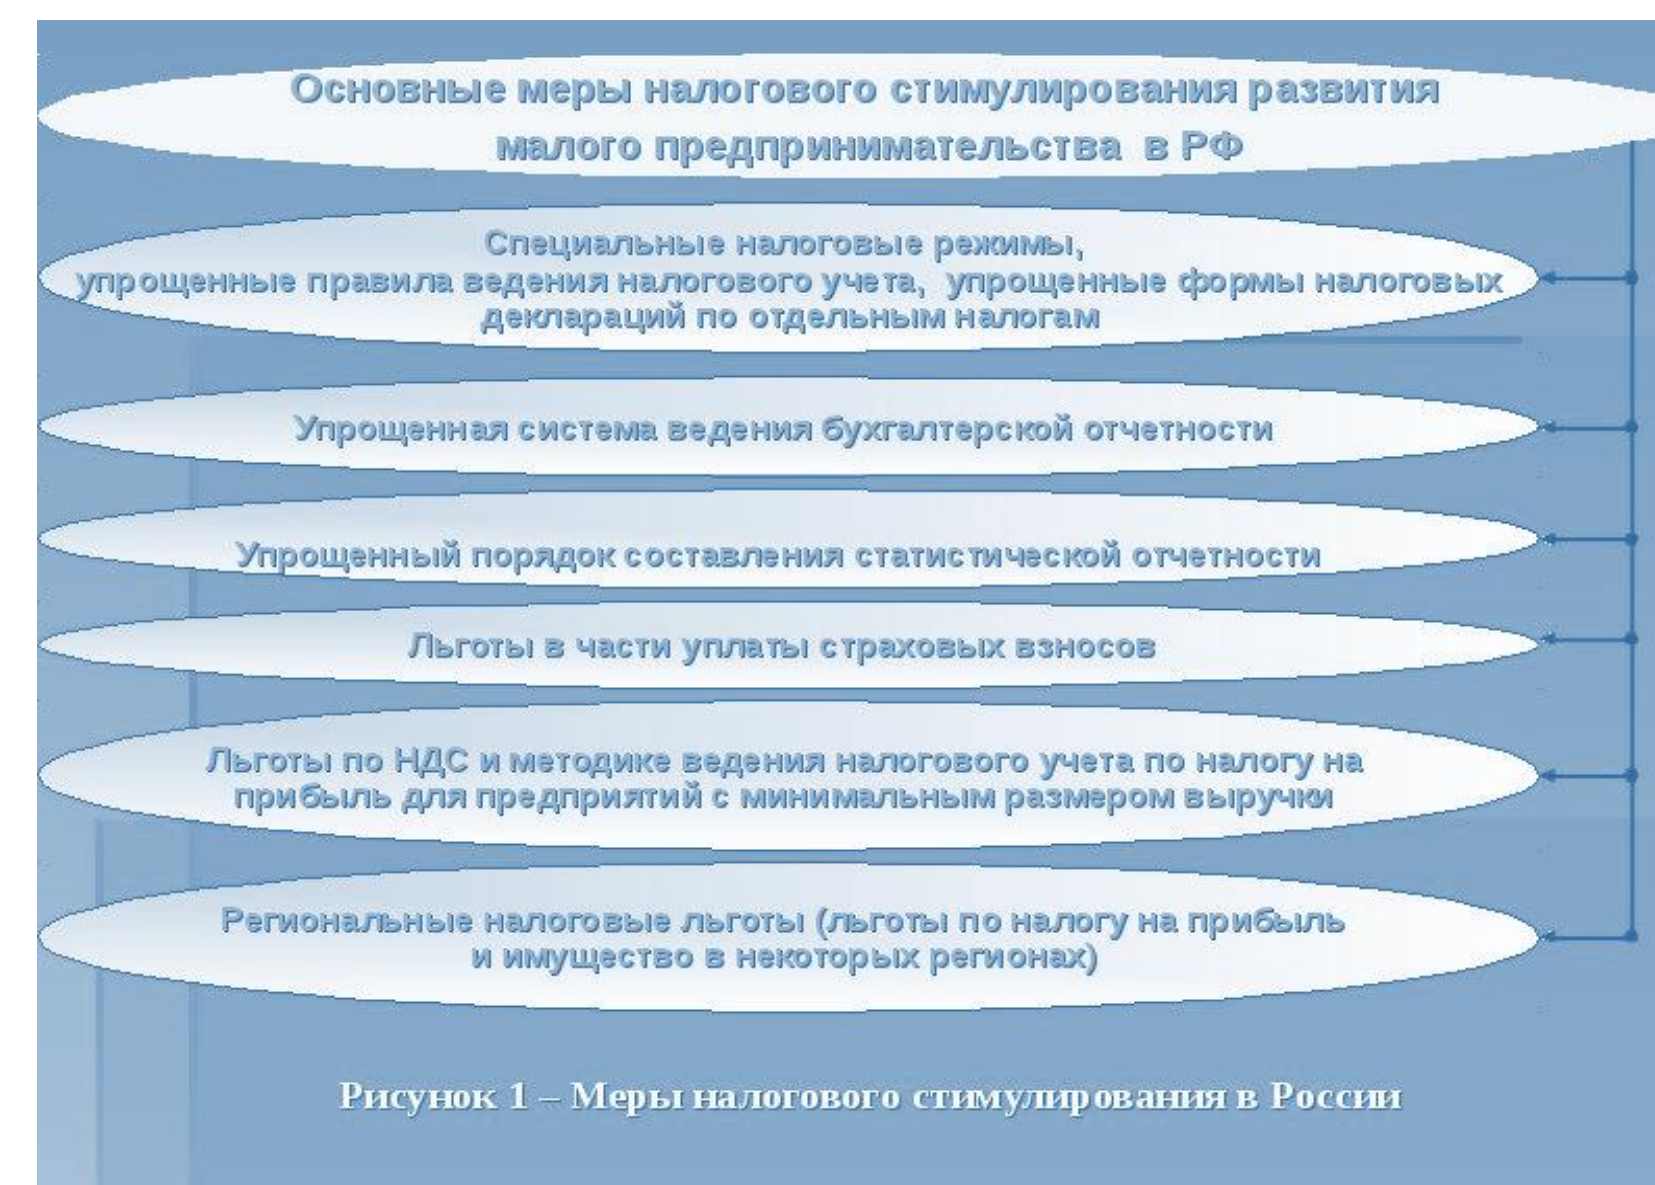 Основные меры налогового стимулирования развития
малого предпринимательства в РФ
Специальные налоговые режимы,
упрощенные правила ведения налогового учета, упрощенные формы налоговых
деклараций по отдельным налогам
Упрощенная система ведения бухгалтерской отчетности
Упрощенный порядок составления статистической отчетности
Льготы в части уплаты страховых взносов
Льготы по НДС и методике ведения налогового учета по налогу на
прибыль для предприятий с минимальным размером выручки
Региональные налоговые льготы (льготы по налогу на прибыль
и имущество в некоторых регионах)
Рисунок 1 – Меры налогового стимулирования в России